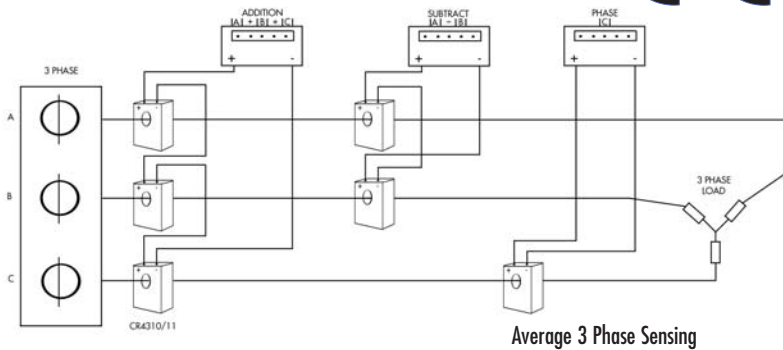 ADDITION
|A| + |B| + |C|
+ -
SUBTRACT
|A| - |B|
+ -
PHASE
|C|
+ -
3 PHASE
A
+ -
+ -
B
+ -
+ -
3 PHASE
LOAD
C
+ -
+ -
CR4310/11
Average 3 Phase Sensing